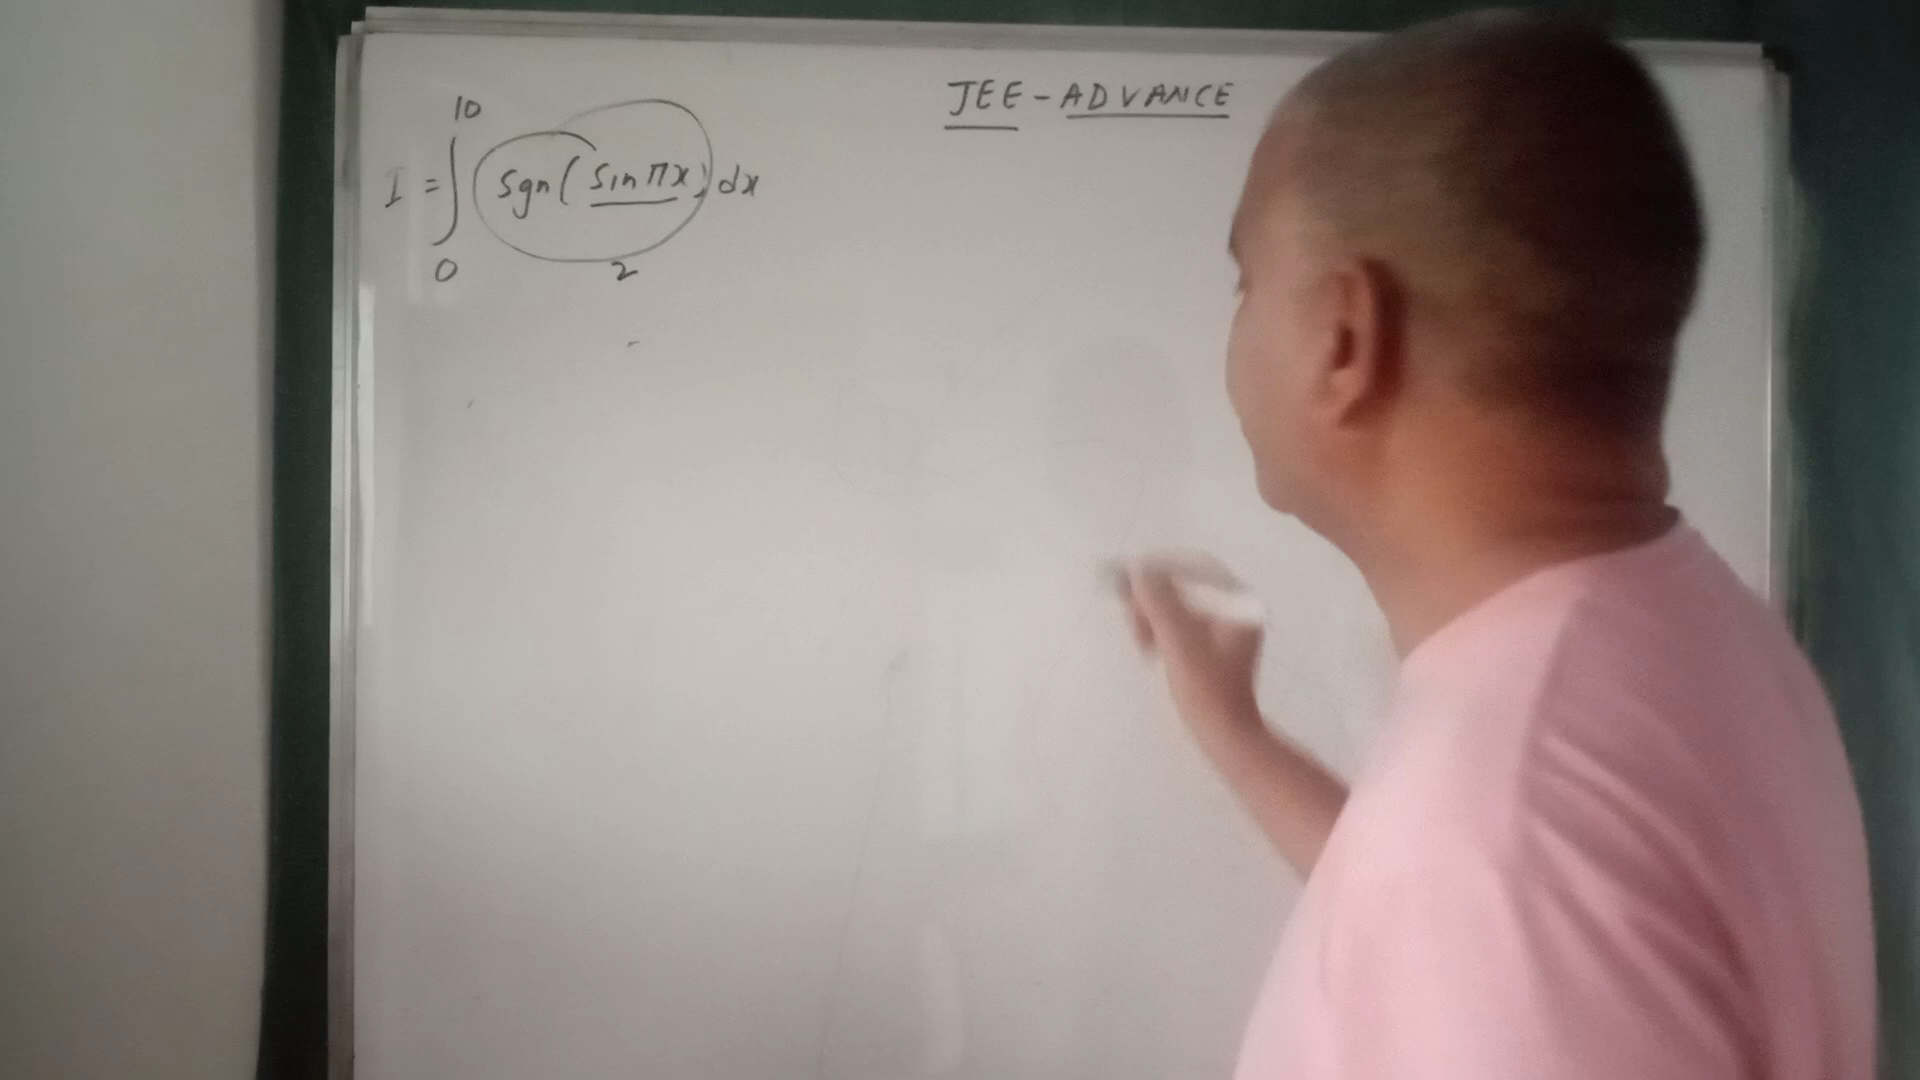 JEE - ADVANCE
10
I = ∫ sgn( sin πx ) dx
0
2